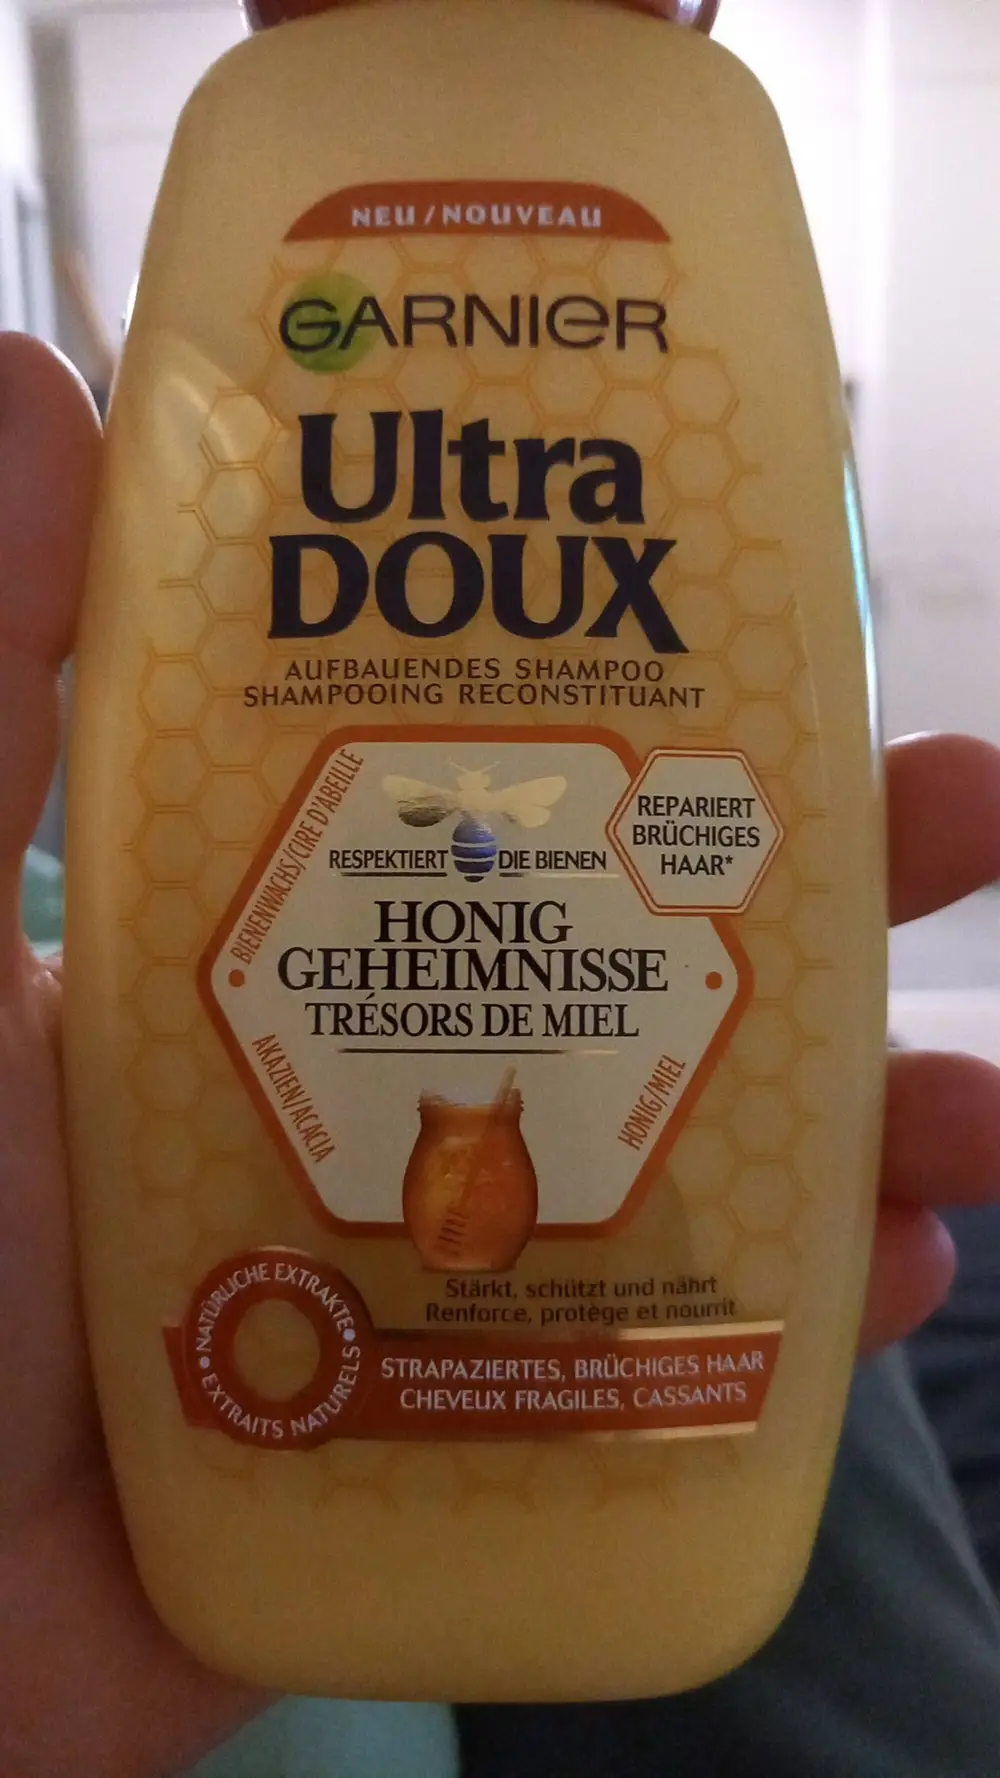 NEU / NOUVEAU
GARNIER
Ultra
DOUX
AUFBAUENDES SHAMPOO
SHAMPOOING RECONSTITUANT
BIENENWACHS/CIRE D'ABEILLE
REPARIERT
BRÜCHIGES
HAAR*
RESPEKTIERT DIE BIENEN
HONIG
GEHEIMNISSE
TRÉSORS DE MIEL
AKAZIEN/ACACIA
HONIG/MIEL
Stärkt, schützt und nährt
Renforce, protège et nourrit
NATÜRLICHE EXTRAKTE
EXTRAITS NATURELS
STRAPAZIERTES, BRÜCHIGES HAAR
CHEVEUX FRAGILES, CASSANTS